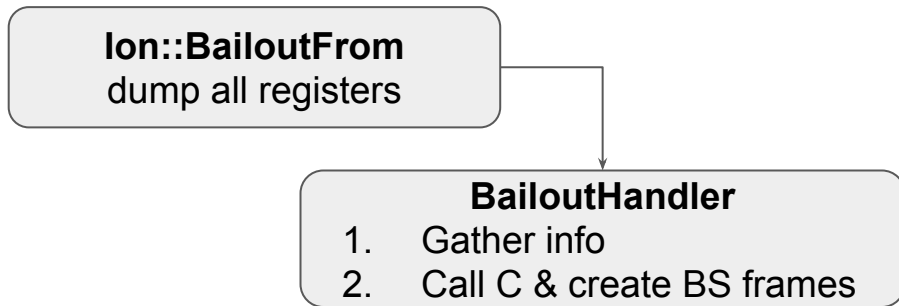 Ion::BailoutFrom
dump all registers
BailoutHandler
1. Gather info
2. Call C & create BS frames